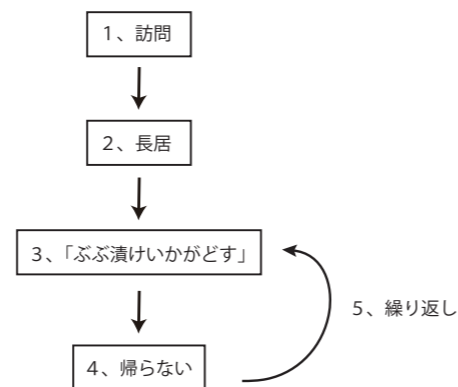 １、訪問
２、長居
３、「ぶぶ漬けいかがどす」
５、繰り返し
４、帰らない